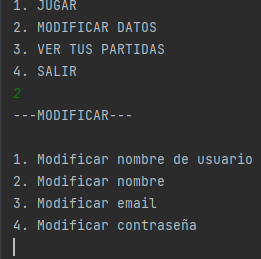 1. JUGAR
2. MODIFICAR DATOS
3. VER TUS PARTIDAS
4. SALIR
2
---MODIFICAR---
1. Modificar nombre de usuario
2. Modificar nombre
3. Modificar email
4. Modificar contraseña